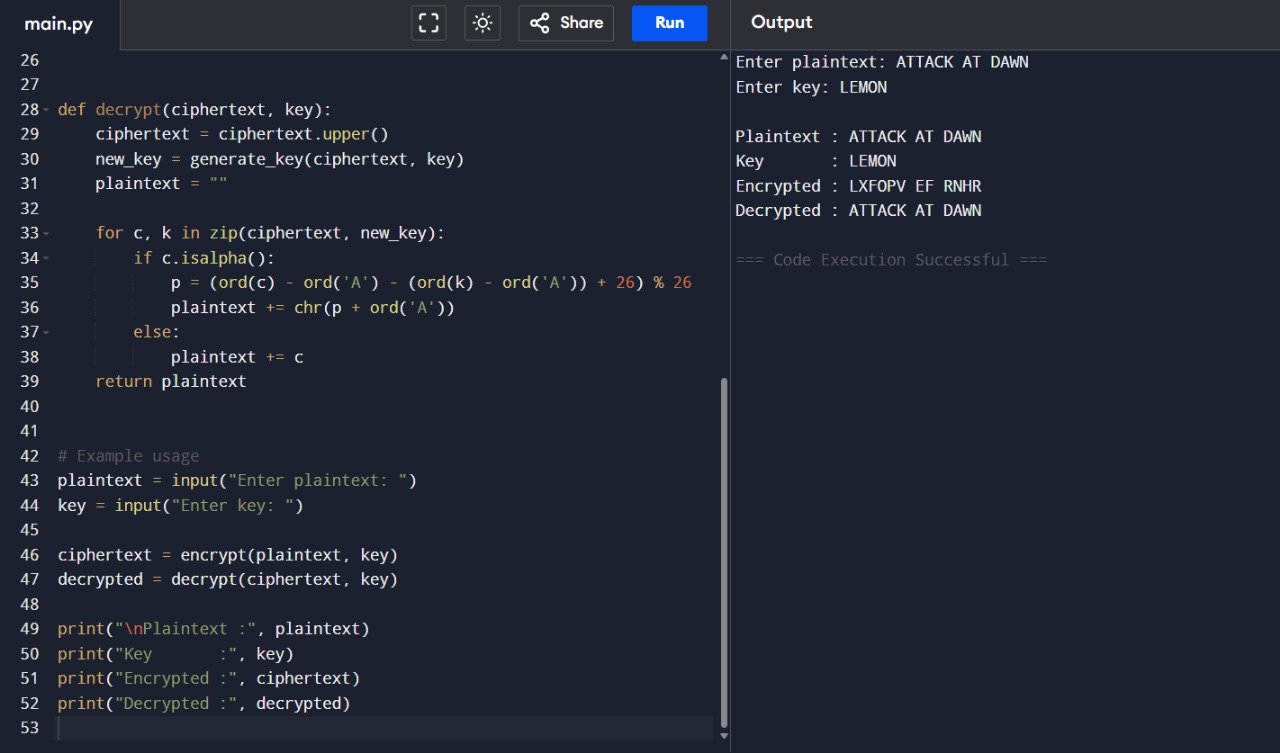 main.py
Share
Run
Output
26
27
28 def decrypt(ciphertext, key):
29     ciphertext = ciphertext.upper()
30     new_key = generate_key(ciphertext, key)
31     plaintext = ""
32
33     for c, k in zip(ciphertext, new_key):
34         if c.isalpha():
35             p = (ord(c) - ord('A') - (ord(k) - ord('A')) + 26) % 26
36             plaintext += chr(p + ord('A'))
37         else:
38             plaintext += c
39     return plaintext
40
41
42 # Example usage
43 plaintext = input("Enter plaintext: ")
44 key = input("Enter key: ")
45
46 ciphertext = encrypt(plaintext, key)
47 decrypted = decrypt(ciphertext, key)
48
49 print("\nPlaintext :", plaintext)
50 print("Key       :", key)
51 print("Encrypted :", ciphertext)
52 print("Decrypted :", decrypted)
53
Enter plaintext: ATTACK AT DAWN
Enter key: LEMON

Plaintext : ATTACK AT DAWN
Key       : LEMON
Encrypted : LXFOPV EF RNHR
Decrypted : ATTACK AT DAWN

=== Code Execution Successful ===